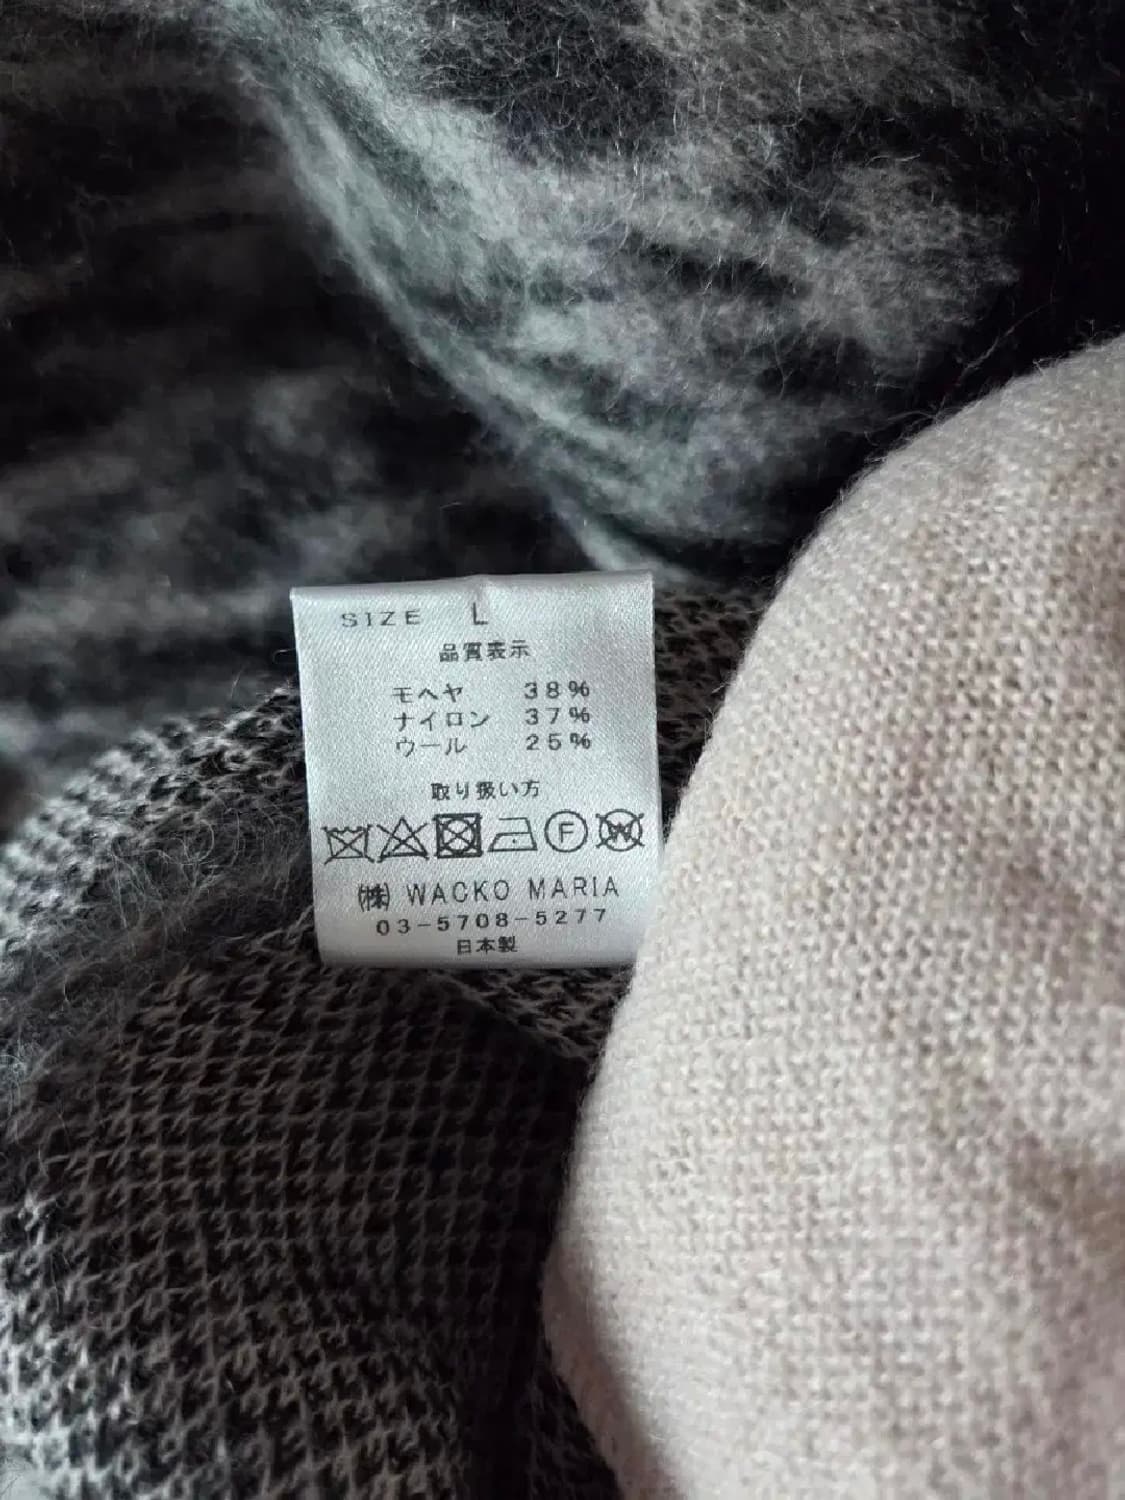 SIZE L
品質表示
モヘヤ 38%
ナイロン 37%
ウール 25%
取り扱い方
F W
(株) WACKO MARIA
03-5708-5277
日本製